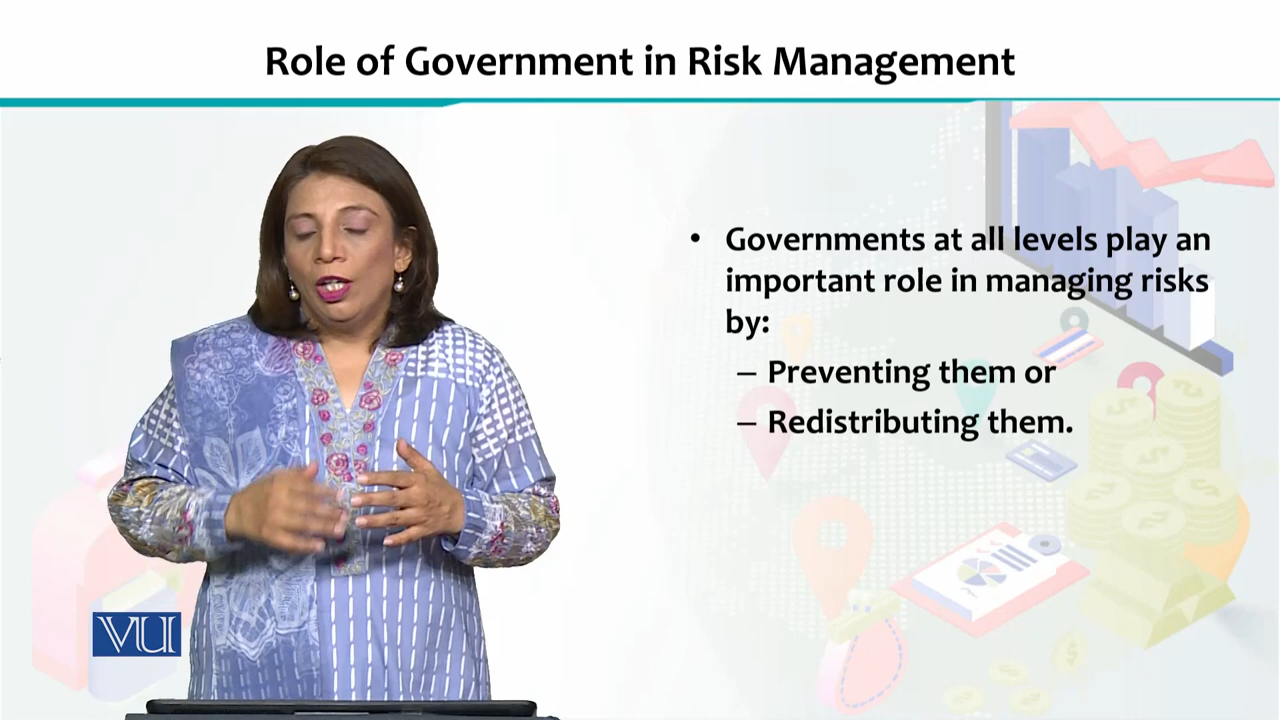 Role of Government in Risk Management
• Governments at all levels play an
important role in managing risks
by:
– Preventing them or
– Redistributing them.
VU